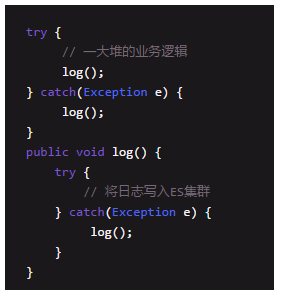 try {
// 一大堆的业务逻辑
log();
} catch(Exception e) {
log();
}
public void log() {
try {
// 将日志写入ES集群
} catch(Exception e) {
log();
}
}